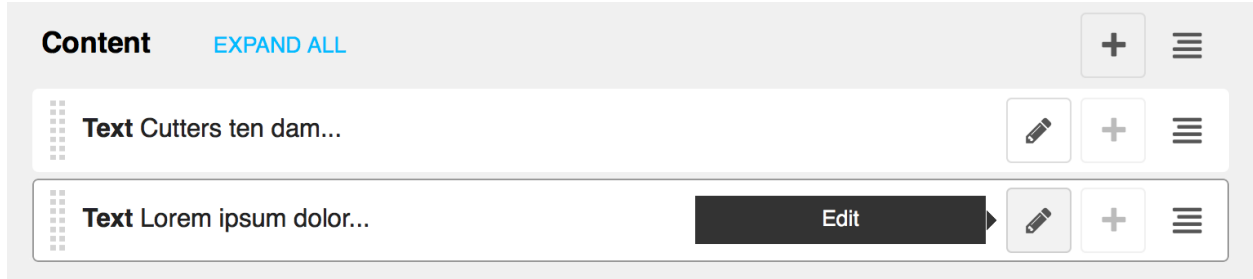 Content EXPAND ALL
Text Cutters ten dam...
Text Lorem ipsum dolor... Edit